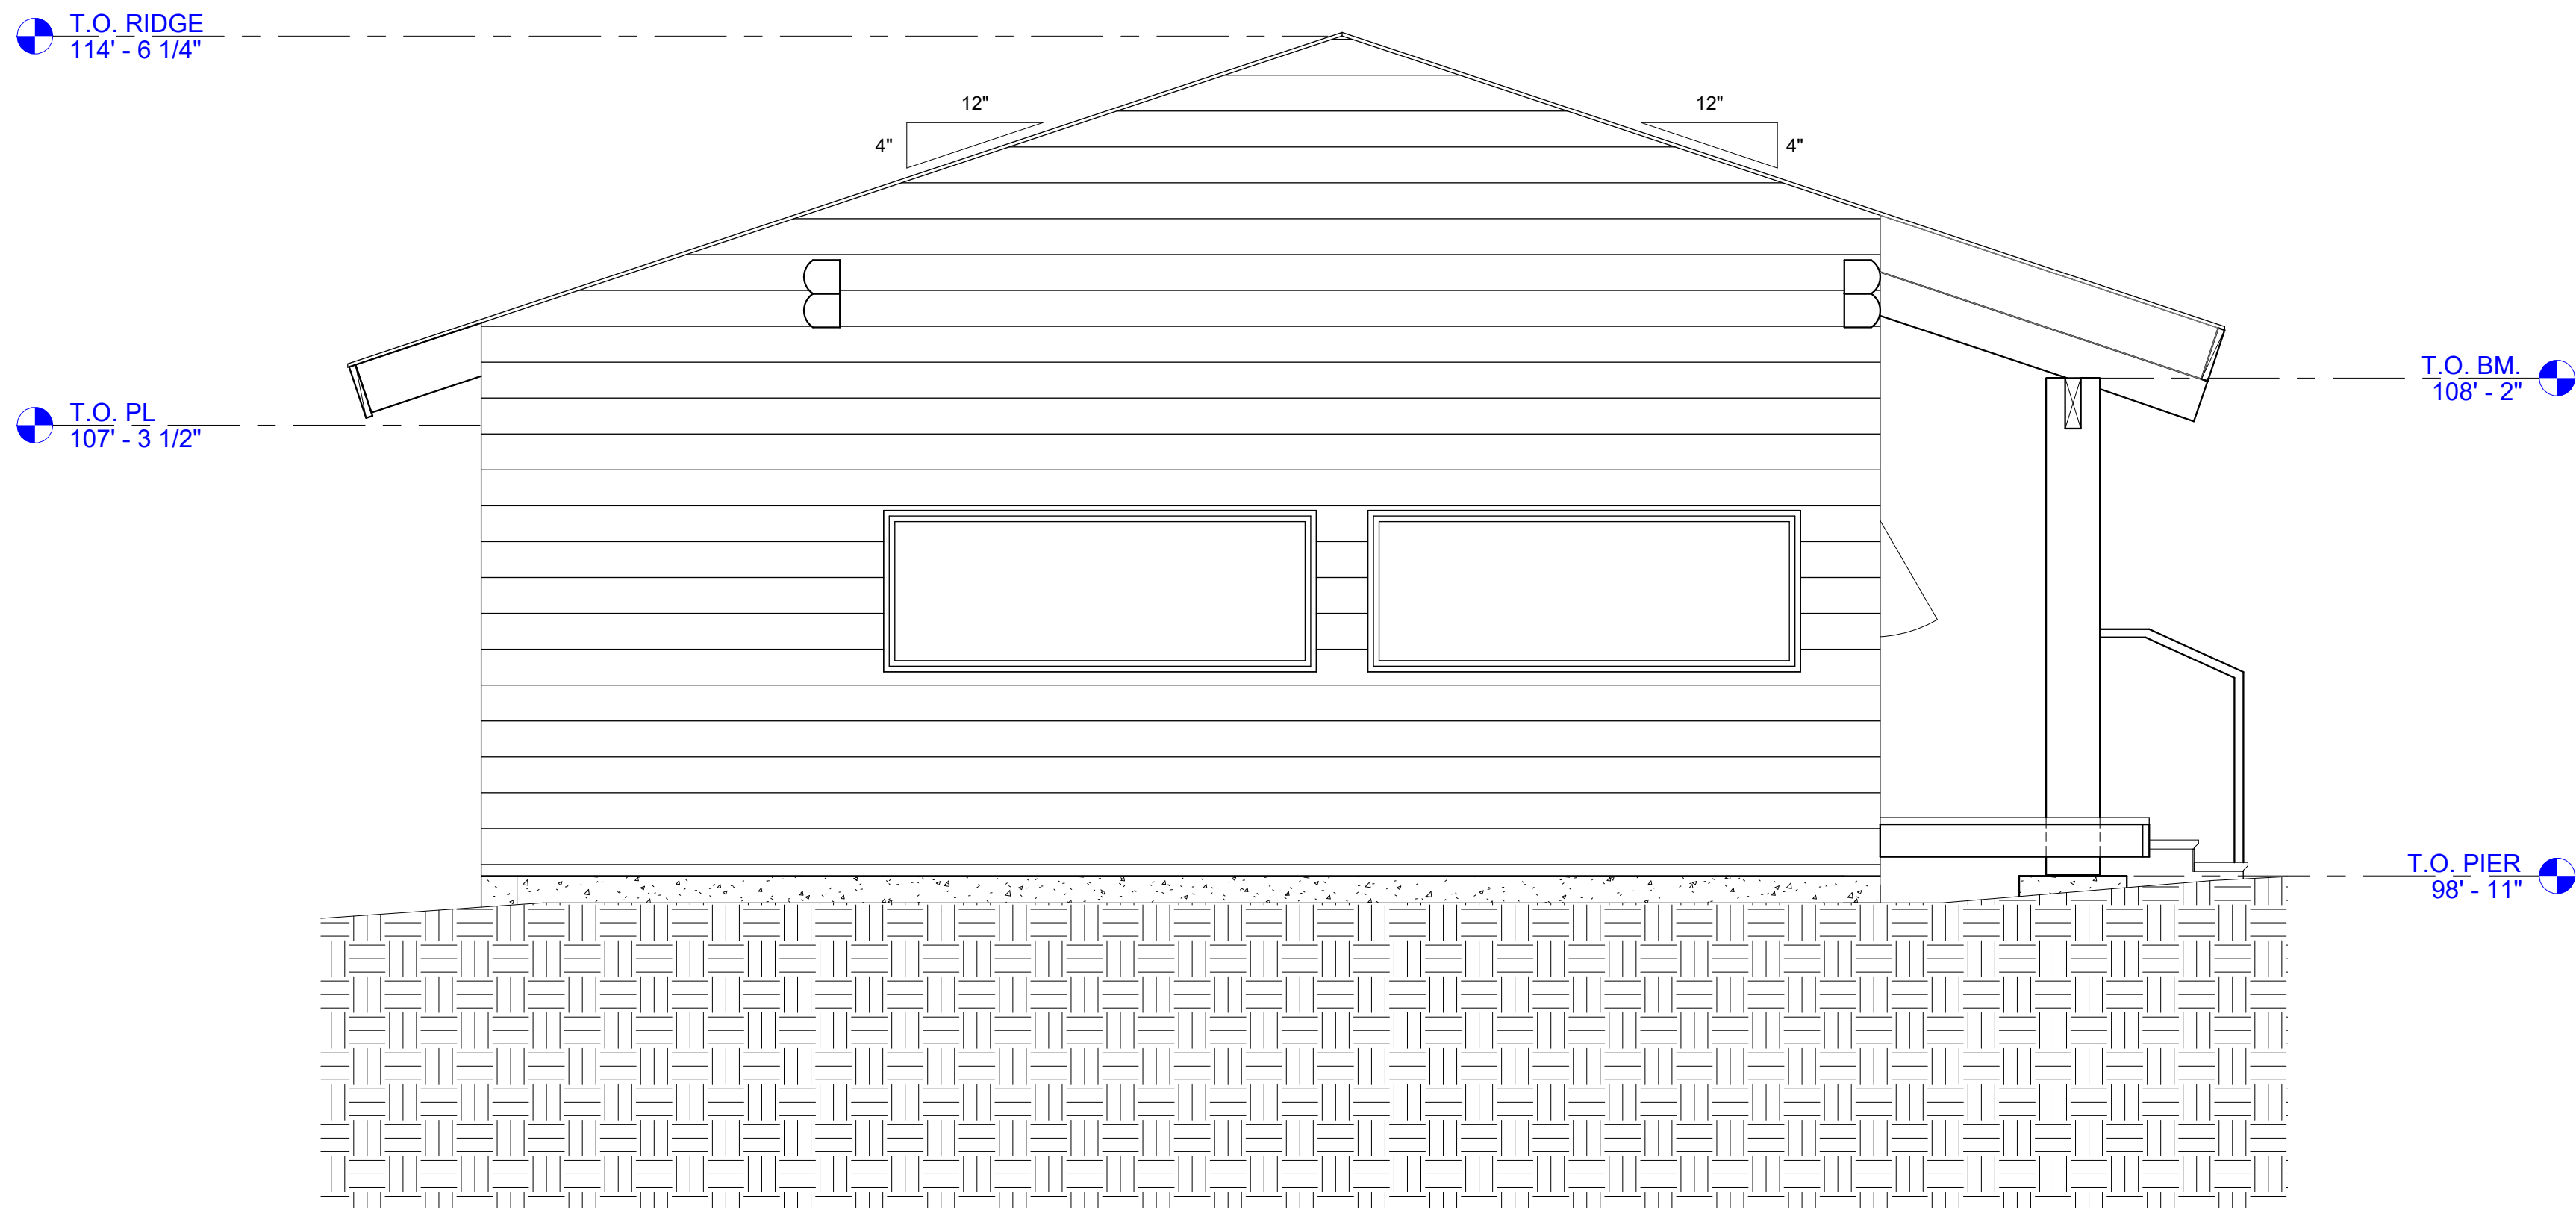 T.O. RIDGE
114' - 6 1/4"
12"
4"
12"
4"
T.O. BM.
108' - 2"
T.O. PL
107' - 3 1/2"
T.O. PIER
98' - 11"